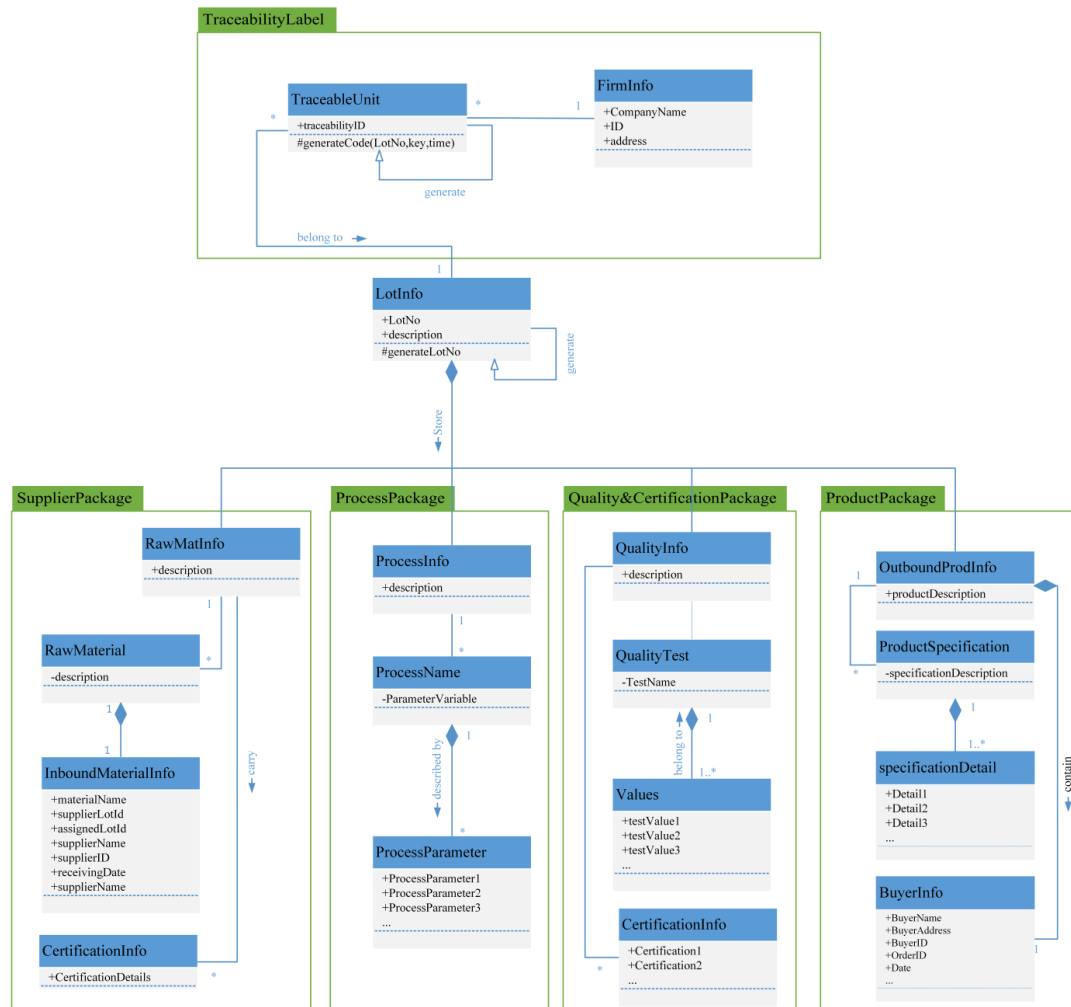 TraceabilityLabel
TraceableUnit
+traceabilityID
#generateCode(LotNo,key,time)
*
*
1
FirmInfo
+CompanyName
+ID
+address
generate
belong to
1
LotInfo
+LotNo
+description
#generateLotNo
generate
Store
SupplierPackage
RawMatInfo
+description
1
RawMaterial
-description
*
1
1
InboundMaterialInfo
+materialName
+supplierLotId
+assignedLotId
+supplierName
+supplierID
+receivingDate
+supplierName
carry
CertificationInfo
+CertificationDetails
*
ProcessPackage
ProcessInfo
+description
1
*
ProcessName
-ParameterVariable
1
described by
*
ProcessParameter
+ProcessParameter1
+ProcessParameter2
+ProcessParameter3
...
Quality&CertificationPackage
QualityInfo
+description
QualityTest
-TestName
belong to
1
1..*
Values
+testValue1
+testValue2
+testValue3
...
CertificationInfo
+Certification1
+Certification2
...
*
ProductPackage
OutboundProdInfo
+productDescription
1
ProductSpecification
-specificationDescription
*
1
1..*
specificationDetail
+Detail1
+Detail2
+Detail3
...
contain
BuyerInfo
+BuyerName
+BuyerAddress
+BuyerID
+OrderID
+Date
...
1